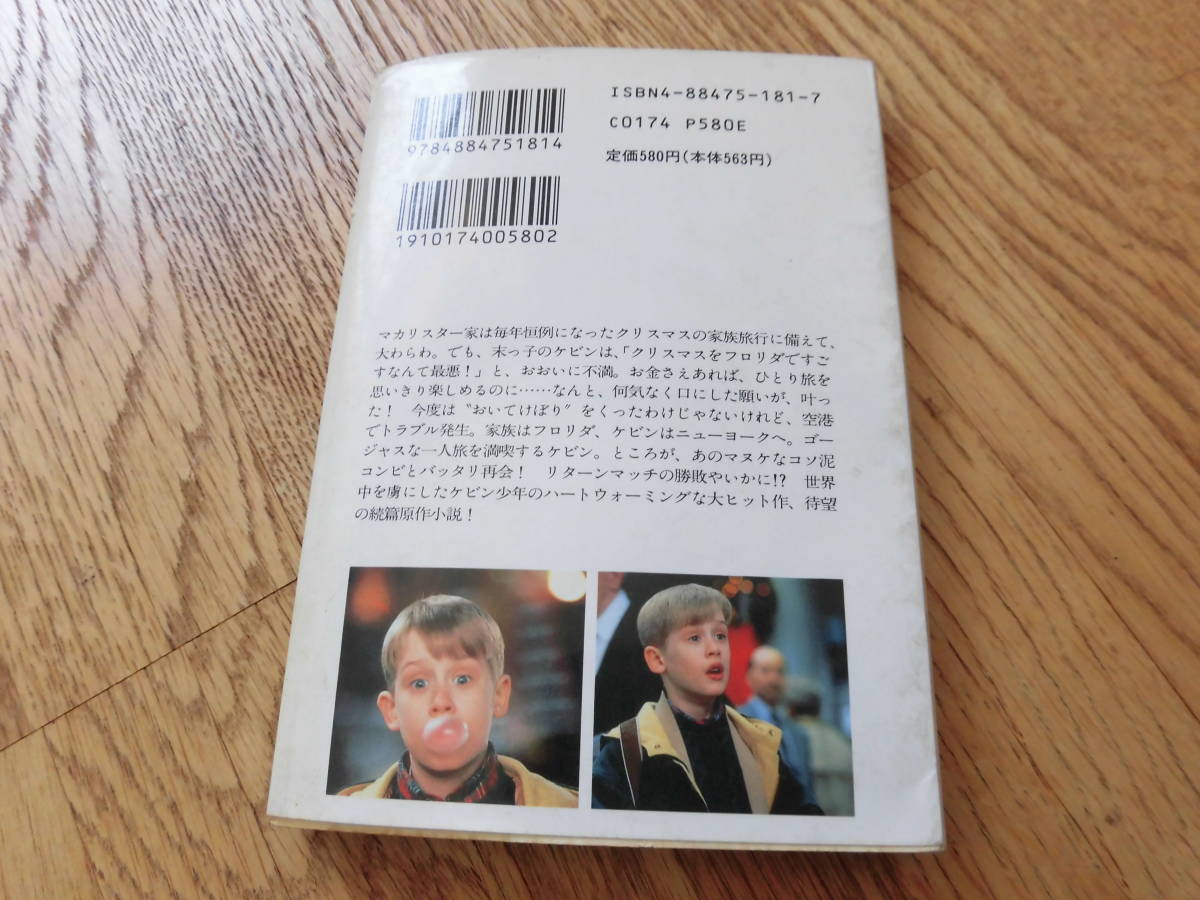 ISBN4-88475-181-7
C0174 P580E
定価580円(本体563円)
9784884751814
1910174005802
マカリスター家は毎年恒例になったクリスマスの家族旅行に備えて、
大わらわ。でも、末っ子のケビンは、「クリスマスをフロリダですご
すなんて最悪！」と、おおいに不満。お金さえあれば、ひとり旅を
思いきり楽しめるのに……なんと、何気なく口にした願いが、叶っ
た！　今度は〝おいてけぼり〟をくったわけじゃないけれど、空港
でトラブル発生。家族はフロリダ、ケビンはニューヨークへ。ゴー
ジャスな一人旅を満喫するケビン。ところが、あのマヌケなコソ泥
コンビとバッタリ再会！　リターンマッチの勝敗やいかに!?　世界
中を虜にしたケビン少年のハートウォーミングな大ヒット作、待望
の続篇原作小説！